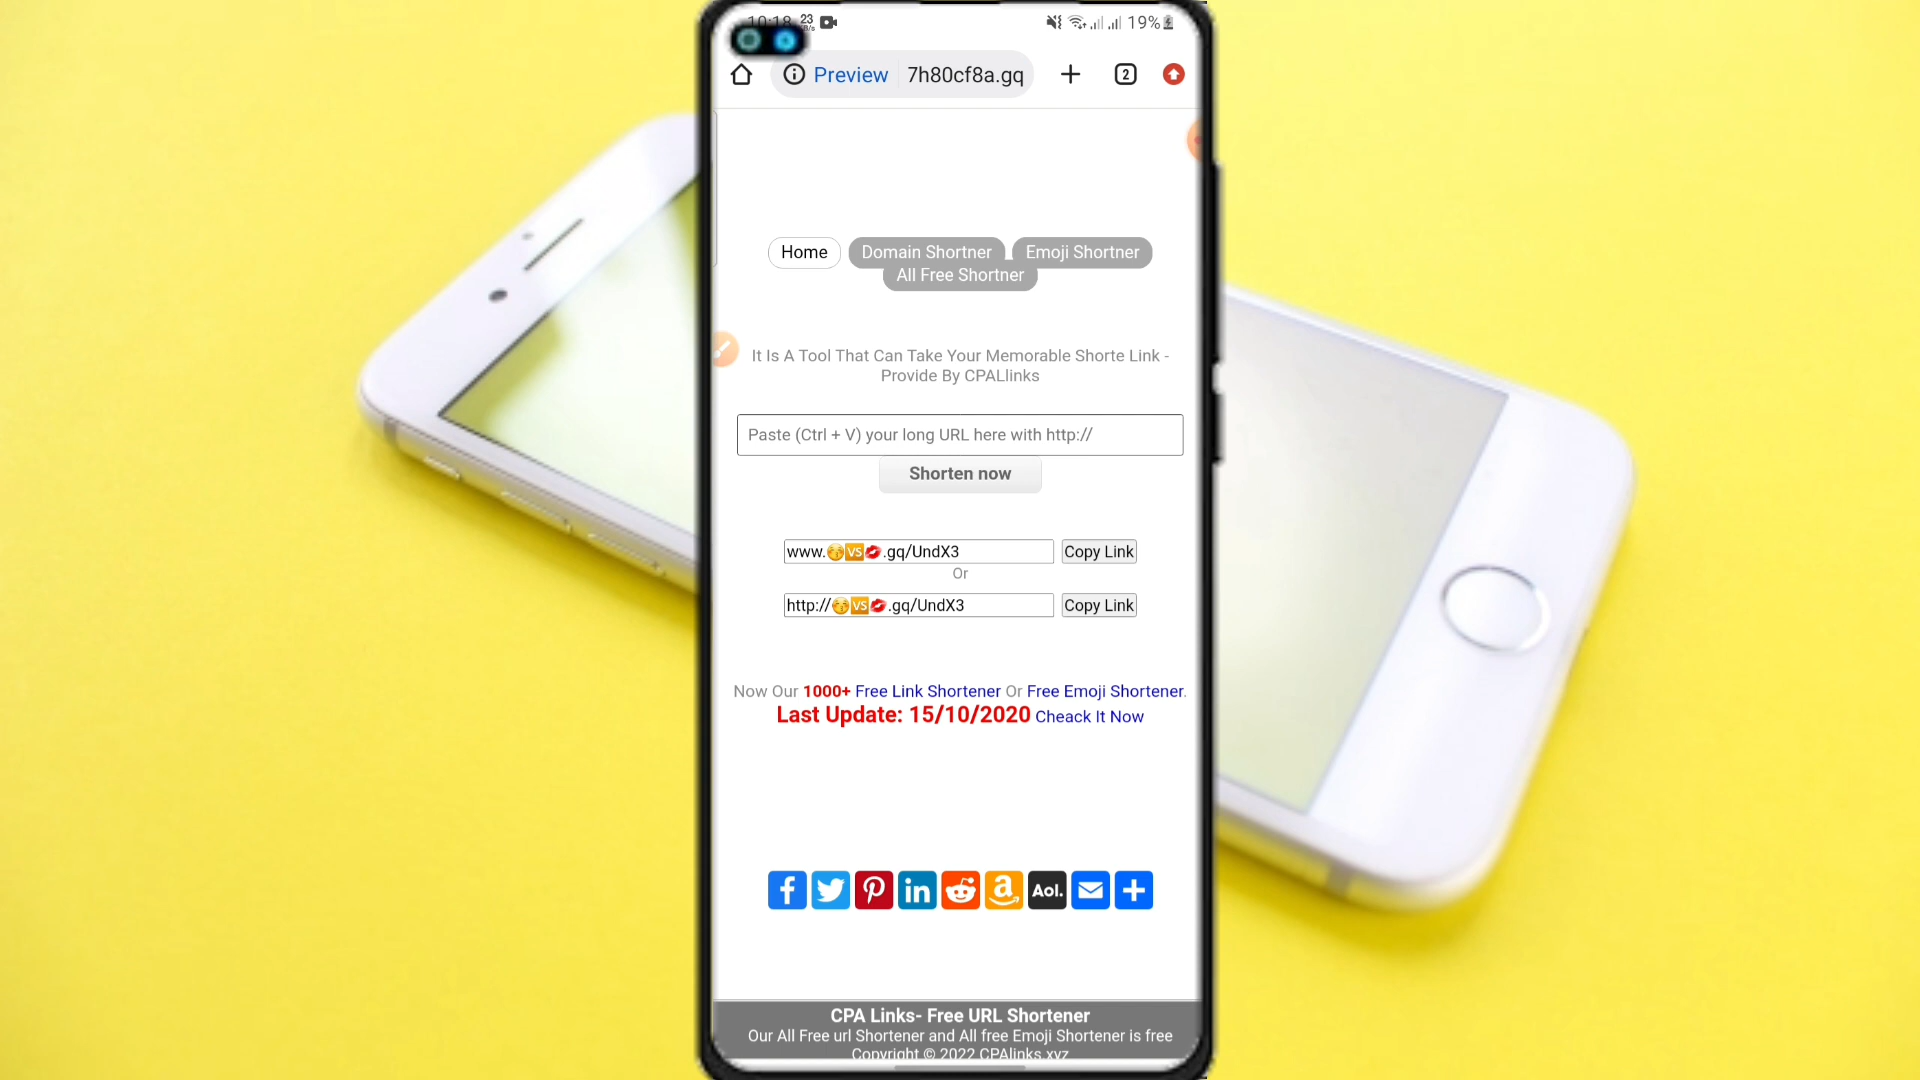 10:18 23 19%
Preview 7h80cf8a.gq 2
Home Domain Shortner Emoji Shortner
All Free Shortner
It Is A Tool That Can Take Your Memorable Shorte Link -
Provide By CPALlinks
Paste (Ctrl + V) your long URL here with http://
Shorten now
www.😚🆚💋.gq/UndX3 Copy Link
Or
http://😚🆚💋.gq/UndX3 Copy Link
Now Our 1000+ Free Link Shortener Or Free Emoji Shortener.
Last Update: 15/10/2020 Cheack It Now
Aol.
CPA Links- Free URL Shortener
Our All Free url Shortener and All free Emoji Shortener is free
Copyright © 2022 CPAlinks.xyz